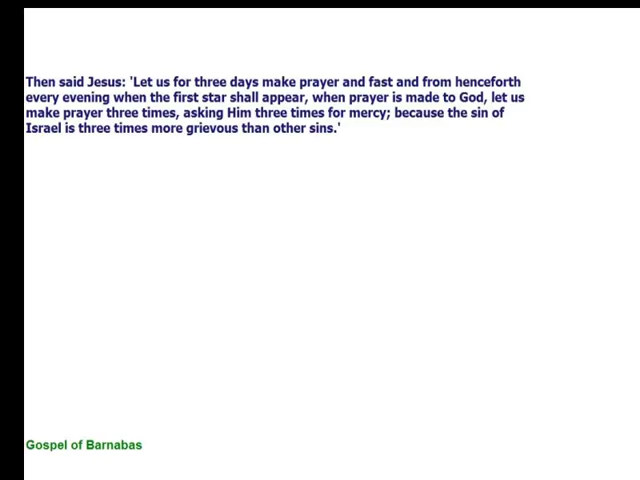 Then said Jesus: 'Let us for three days make prayer and fast and from henceforth
every evening when the first star shall appear, when prayer is made to God, let us
make prayer three times, asking Him three times for mercy; because the sin of
Israel is three times more grievous than other sins.'
Gospel of Barnabas